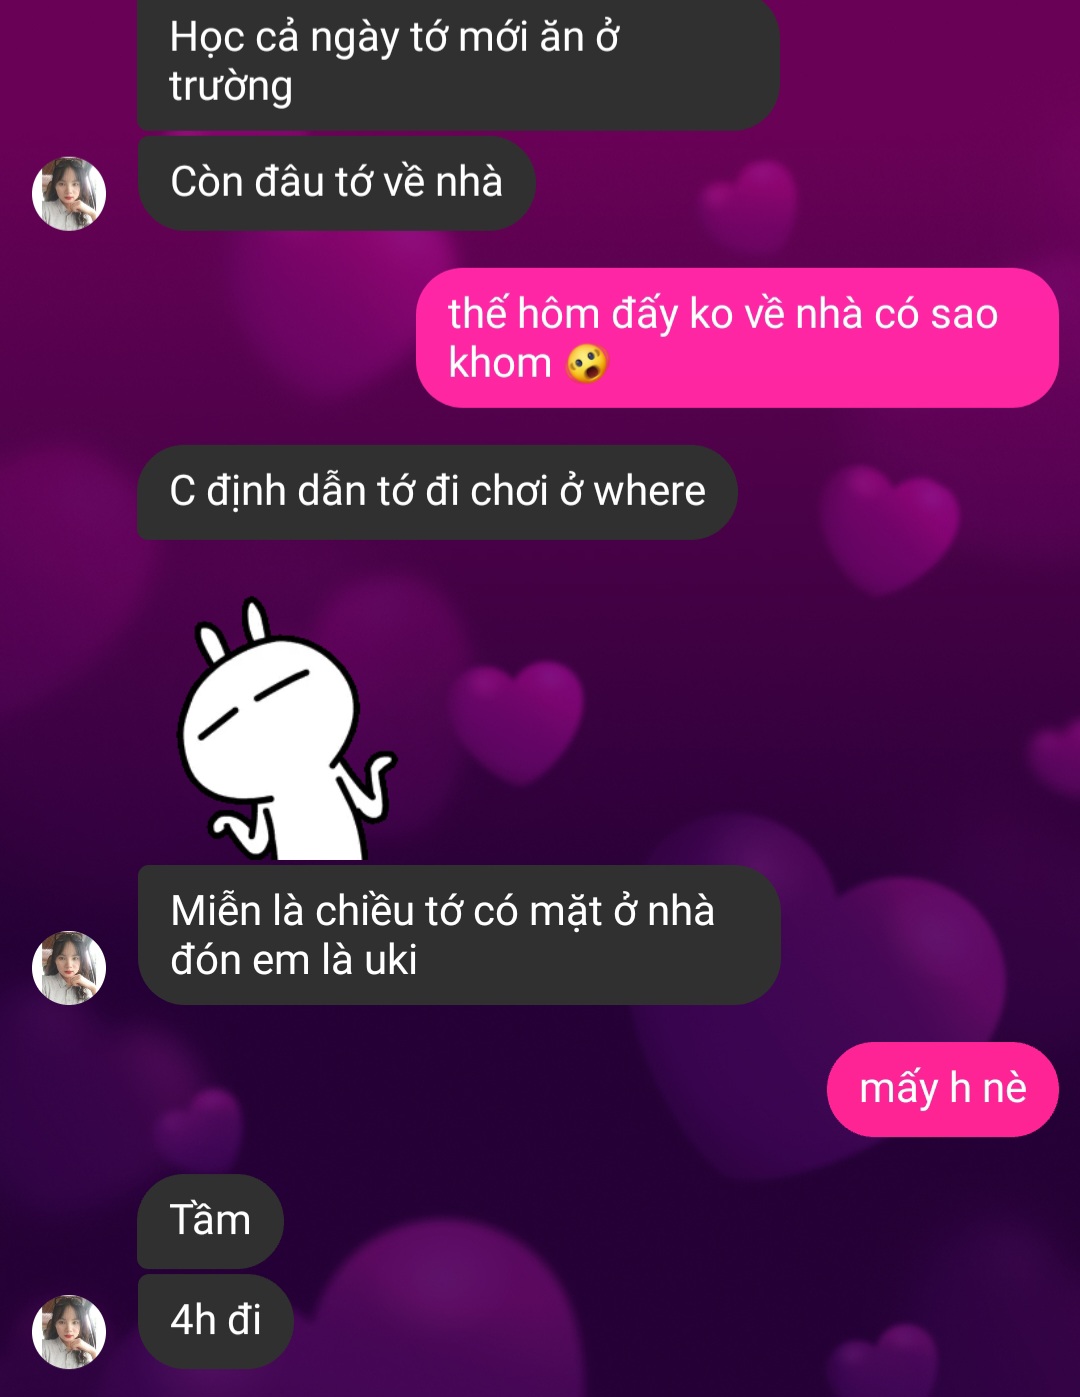 Học cả ngày tớ mới ăn ở
trường
Còn đâu tớ về nhà
thế hôm đấy ko về nhà có sao
khom 😮
C định dẫn tớ đi chơi ở where
Miễn là chiều tớ có mặt ở nhà
đón em là uki
mấy h nè
Tầm
4h đi